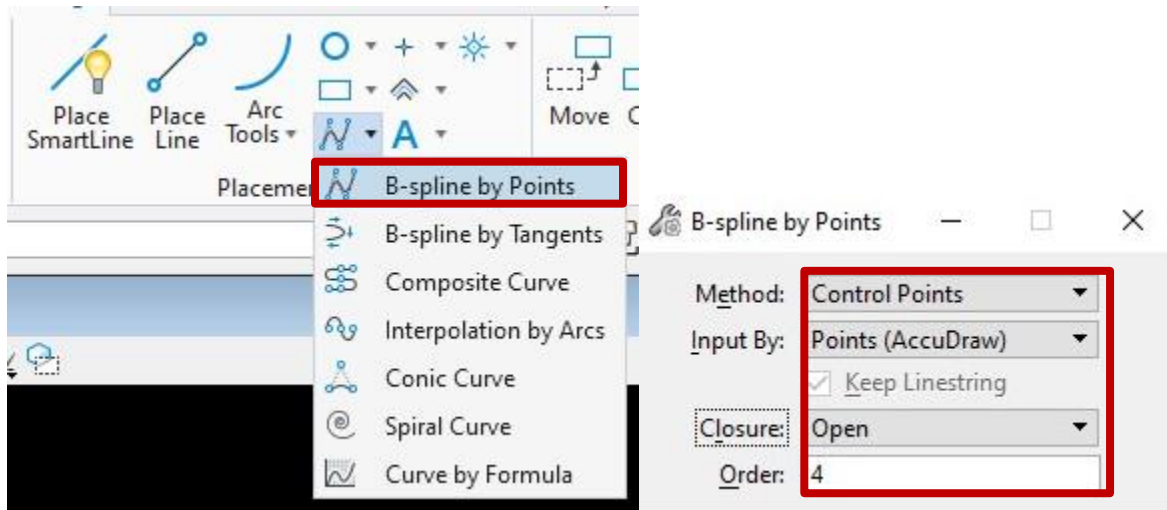 Place SmartLine
Place Line
Arc Tools
Move
Placeme
B-spline by Points
B-spline by Tangents
Composite Curve
Interpolation by Arcs
Conic Curve
Spiral Curve
Curve by Formula
B-spline by Points
Method: Control Points
Input By: Points (AccuDraw)
Keep Linestring
Closure: Open
Order: 4